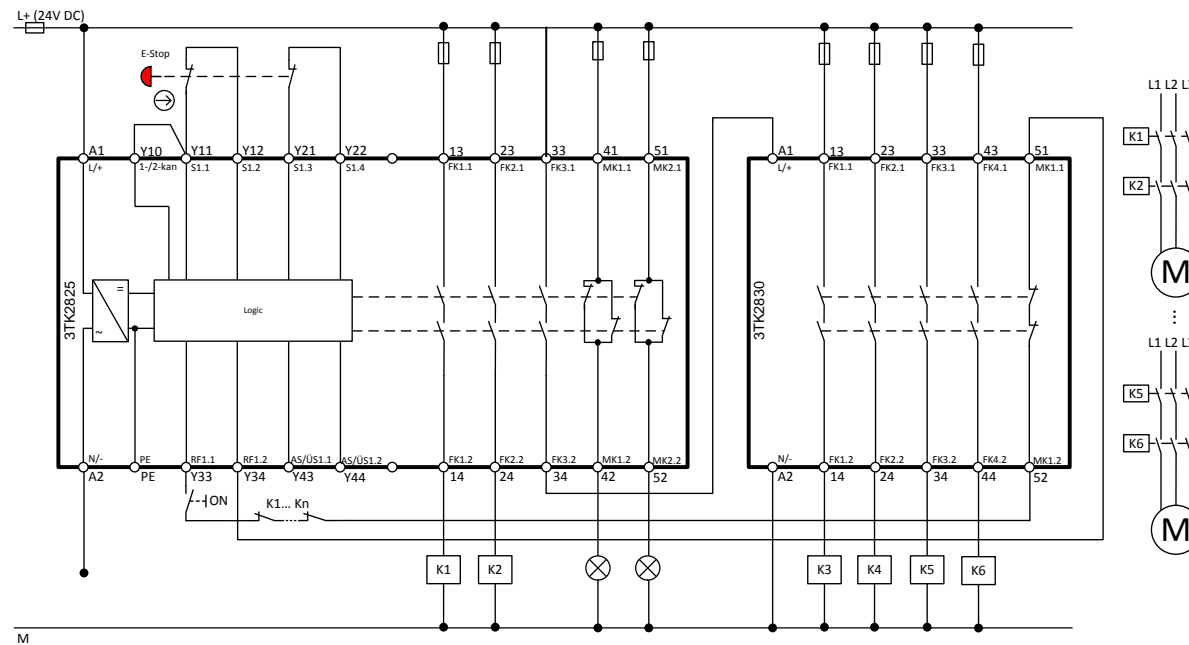 L+ (24V DC)
E-Stop
A1 Y10 Y11 Y12 Y21 Y22 13 23 33 41 51
L/+ 1-/2-kan S1.1 S1.2 S1.3 S1.4 FK1.1 FK2.1 FK3.1 MK1.1 MK2.1
A1 13 23 33 43 51
L/+ FK1.1 FK2.1 FK3.1 FK4.1 MK1.1
L1 L2
K1
K2
M
3TK2825
=
~
Logic
3TK2830
L1 L2
K5
K6
M
N/- PE RF1.1 RF1.2 AS/ÜS1.1 AS/ÜS1.2 FK1.2 FK2.2 FK3.2 MK1.2 MK2.2
A2 PE Y33 Y34 Y43 Y44 14 24 34 42 52
N/- FK1.2 FK2.2 FK3.2 FK4.2 MK1.2
A2 14 24 34 44 52
ON
K1... Kn
K1 K2 K3 K4 K5 K6
M